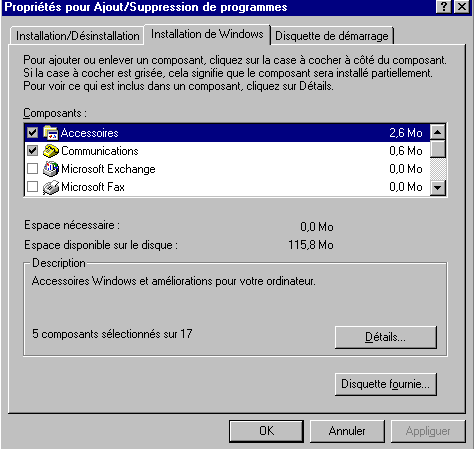 Propriétés pour Ajout/Suppression de programmes
Installation/Désinstallation Installation de Windows Disquette de démarrage
Pour ajouter ou enlever un composant, cliquez sur la case à cocher à côté du composant.
Si la case à cocher est grisée, cela signifie que le composant sera installé partiellement.
Pour voir ce qui est inclus dans un composant, cliquez sur Détails.
Composants :
Accessoires 2,6 Mo
Communications 0,6 Mo
Microsoft Exchange 0,0 Mo
Microsoft Fax 0,0 Mo
Espace nécessaire : 0,0 Mo
Espace disponible sur le disque : 115,8 Mo
Description
Accessoires Windows et améliorations pour votre ordinateur.
5 composants sélectionnés sur 17
Détails...
Disquette fournie...
OK Annuler Appliquer